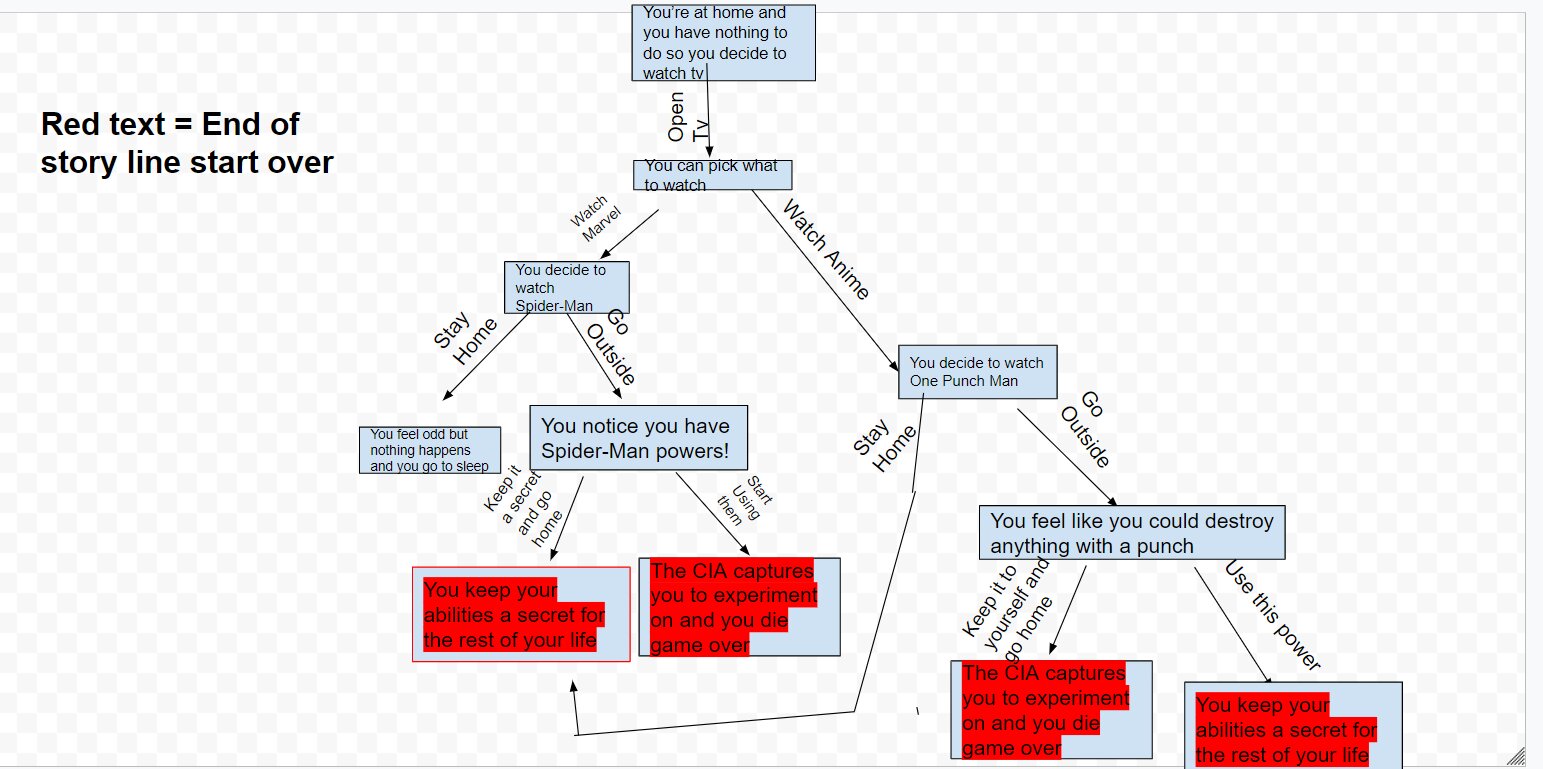 You're at home and
you have nothing to
do so you decide to
watch tv
Red text = End of
story line start over
Open
Tv
You can pick what
to watch
Watch
Marvel
Watch Anime
You decide to
watch
Spider-Man
Stay
Home
Go
Outside
You decide to watch
One Punch Man
Stay
Home
Go
Outside
You feel odd but
nothing happens
and you go to sleep
You notice you have
Spider-Man powers!
Keep it
a secret
and go
home
Start
Using
them
You feel like you could destroy
anything with a punch
Keep it to
yourself and
go home
Use this power
You keep your
abilities a secret for
the rest of your life
The CIA captures
you to experiment
on and you die
game over
The CIA captures
you to experiment
on and you die
game over
You keep your
abilities a secret for
the rest of your life